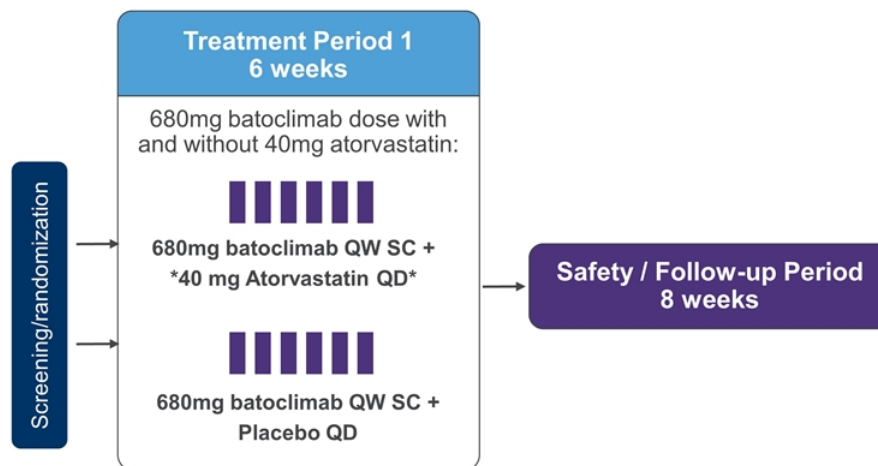 Screening/randomization
Treatment Period 1
6 weeks
680mg batoclimab dose with
and without 40mg atorvastatin:
680mg batoclimab QW SC +
*40 mg Atorvastatin QD*
680mg batoclimab QW SC +
Placebo QD
Safety / Follow-up Period
8 weeks